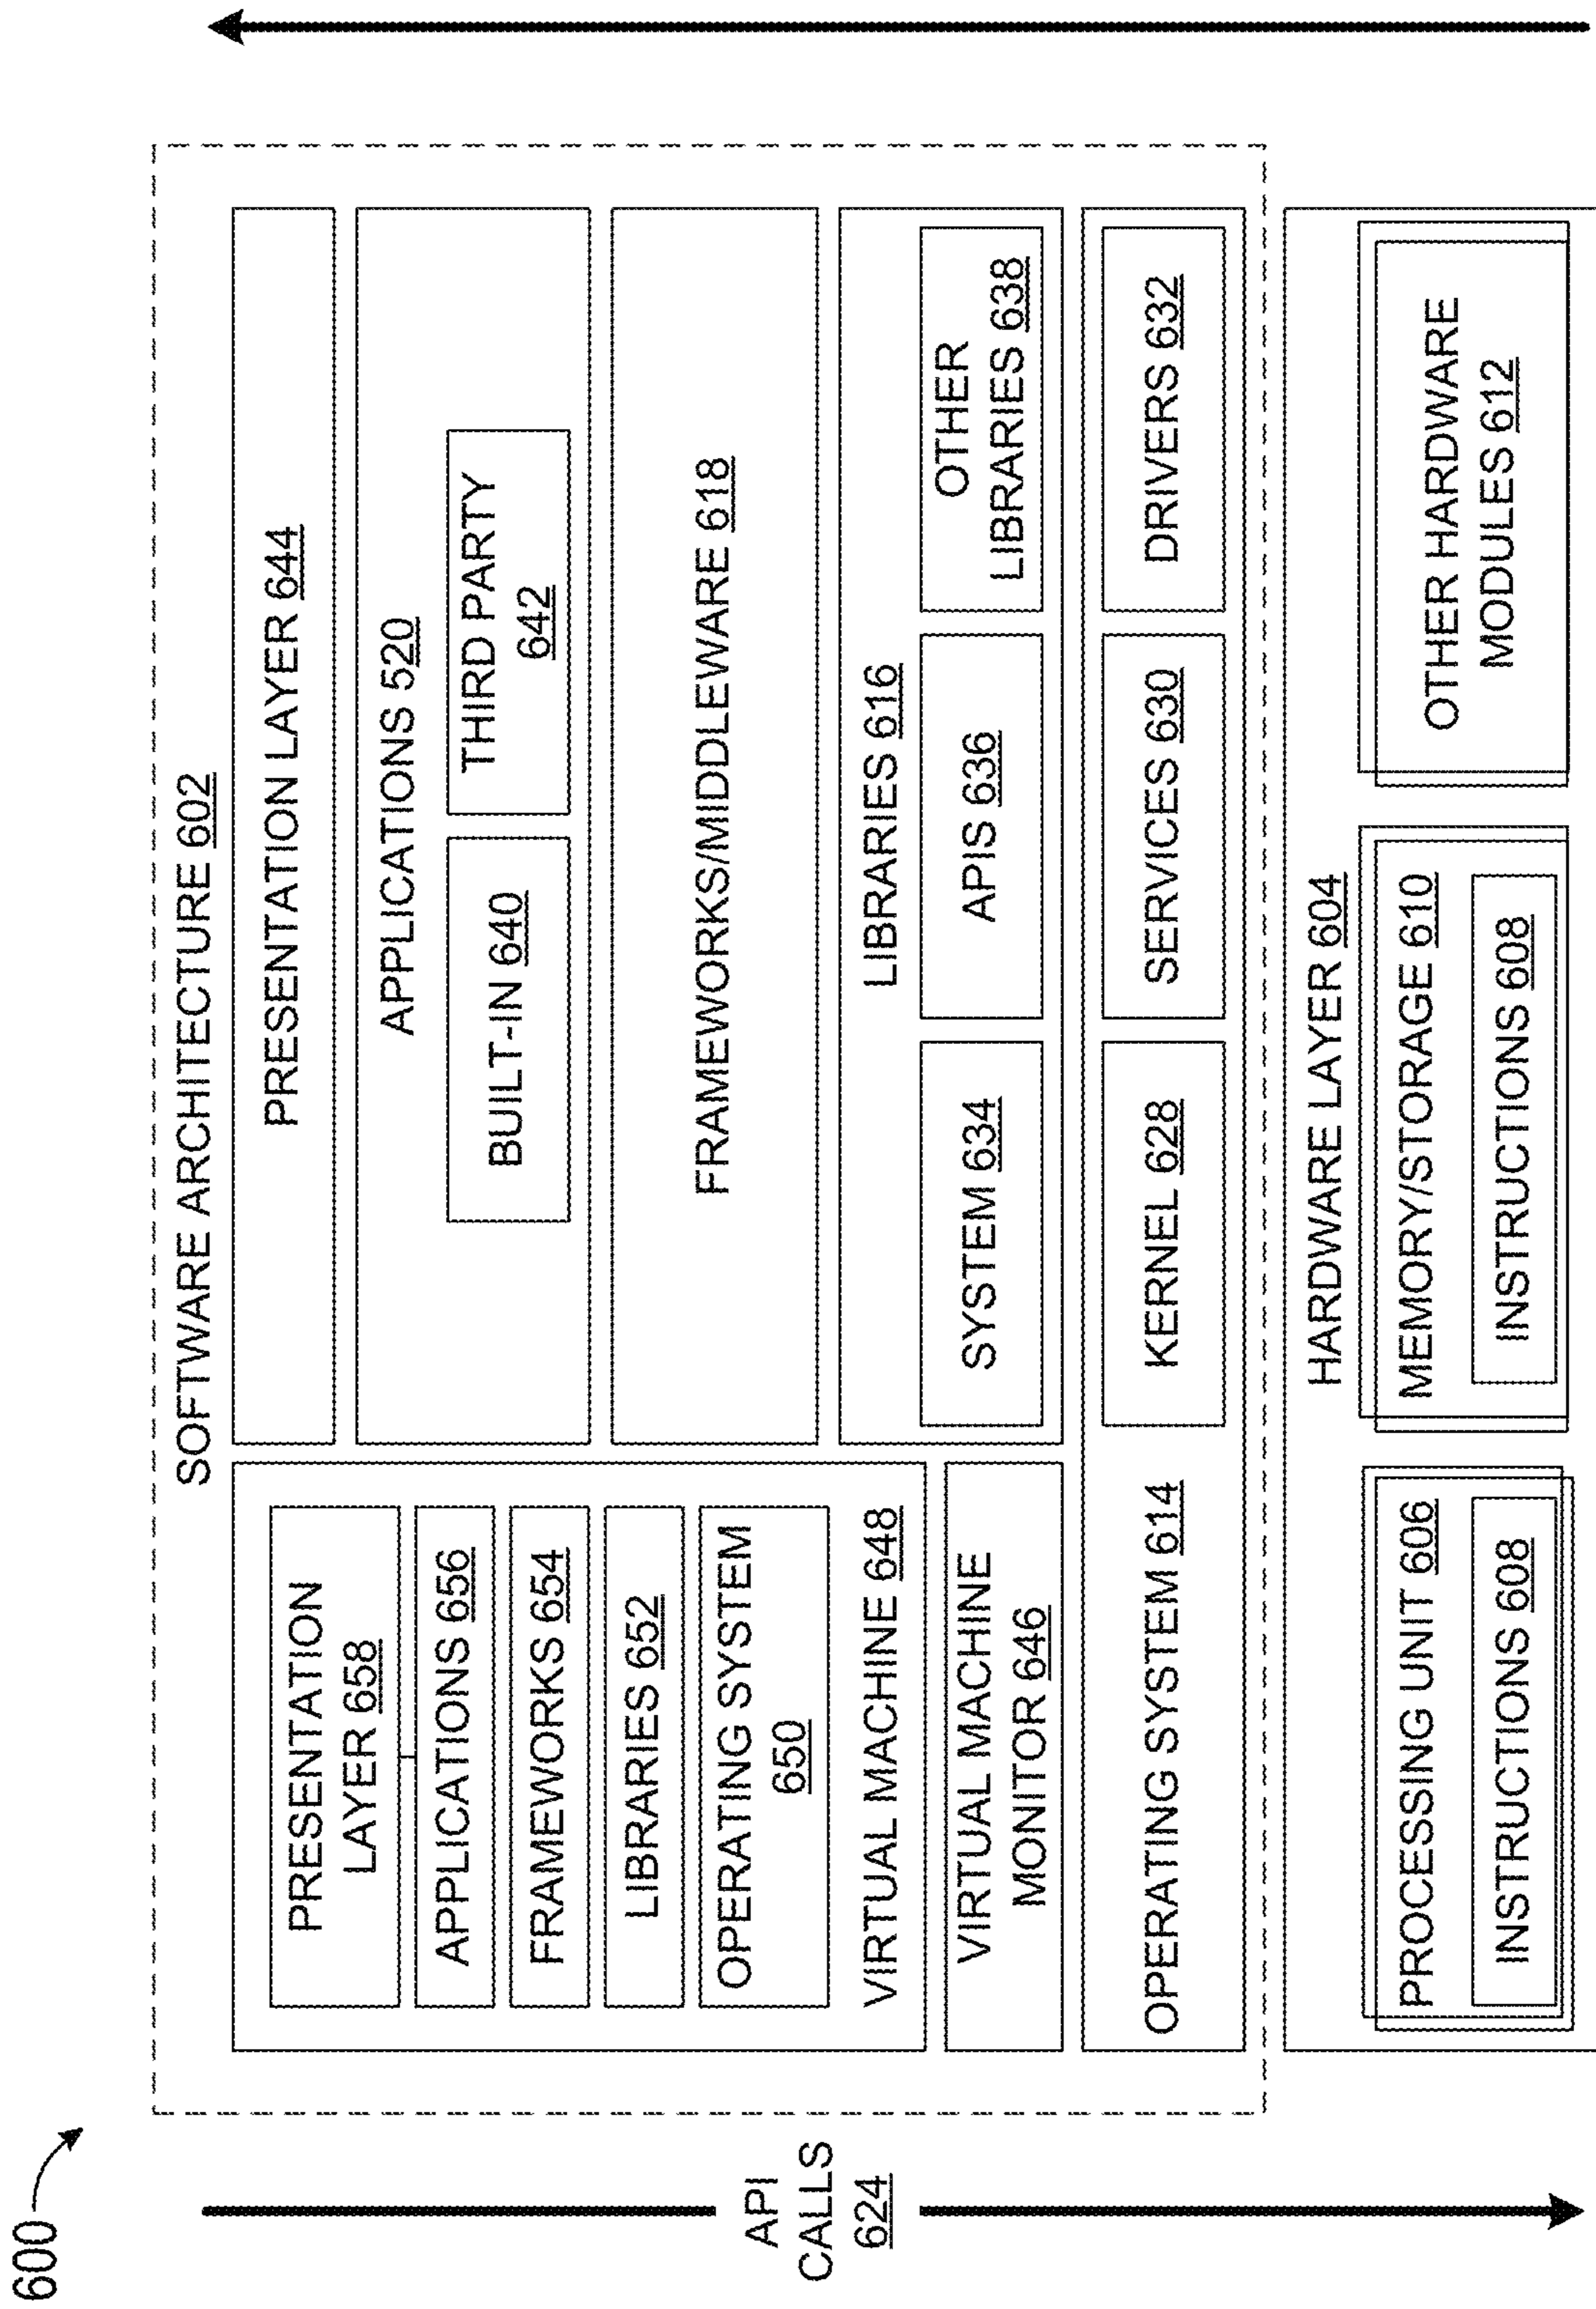 600
SOFTWARE ARCHITECTURE 602
PRESENTATION
LAYER 658
APPLICATIONS 656
FRAMEWORKS 654
LIBRARIES 652
OPERATING SYSTEM
650
VIRTUAL MACHINE 648
VIRTUAL MACHINE
MONITOR 646
PRESENTATION LAYER 644
APPLICATIONS 520
BUILT-IN 640
THIRD PARTY
642
FRAMEWORKS/MIDDLEWARE 618
LIBRARIES 616
SYSTEM 634
APIS 636
OTHER
LIBRARIES 638
OPERATING SYSTEM 614
KERNEL 628
SERVICES 630
DRIVERS 632
API
CALLS
624
HARDWARE LAYER 604
PROCESSING UNIT 606
INSTRUCTIONS 608
MEMORY/STORAGE 610
INSTRUCTIONS 608
OTHER HARDWARE
MODULES 612